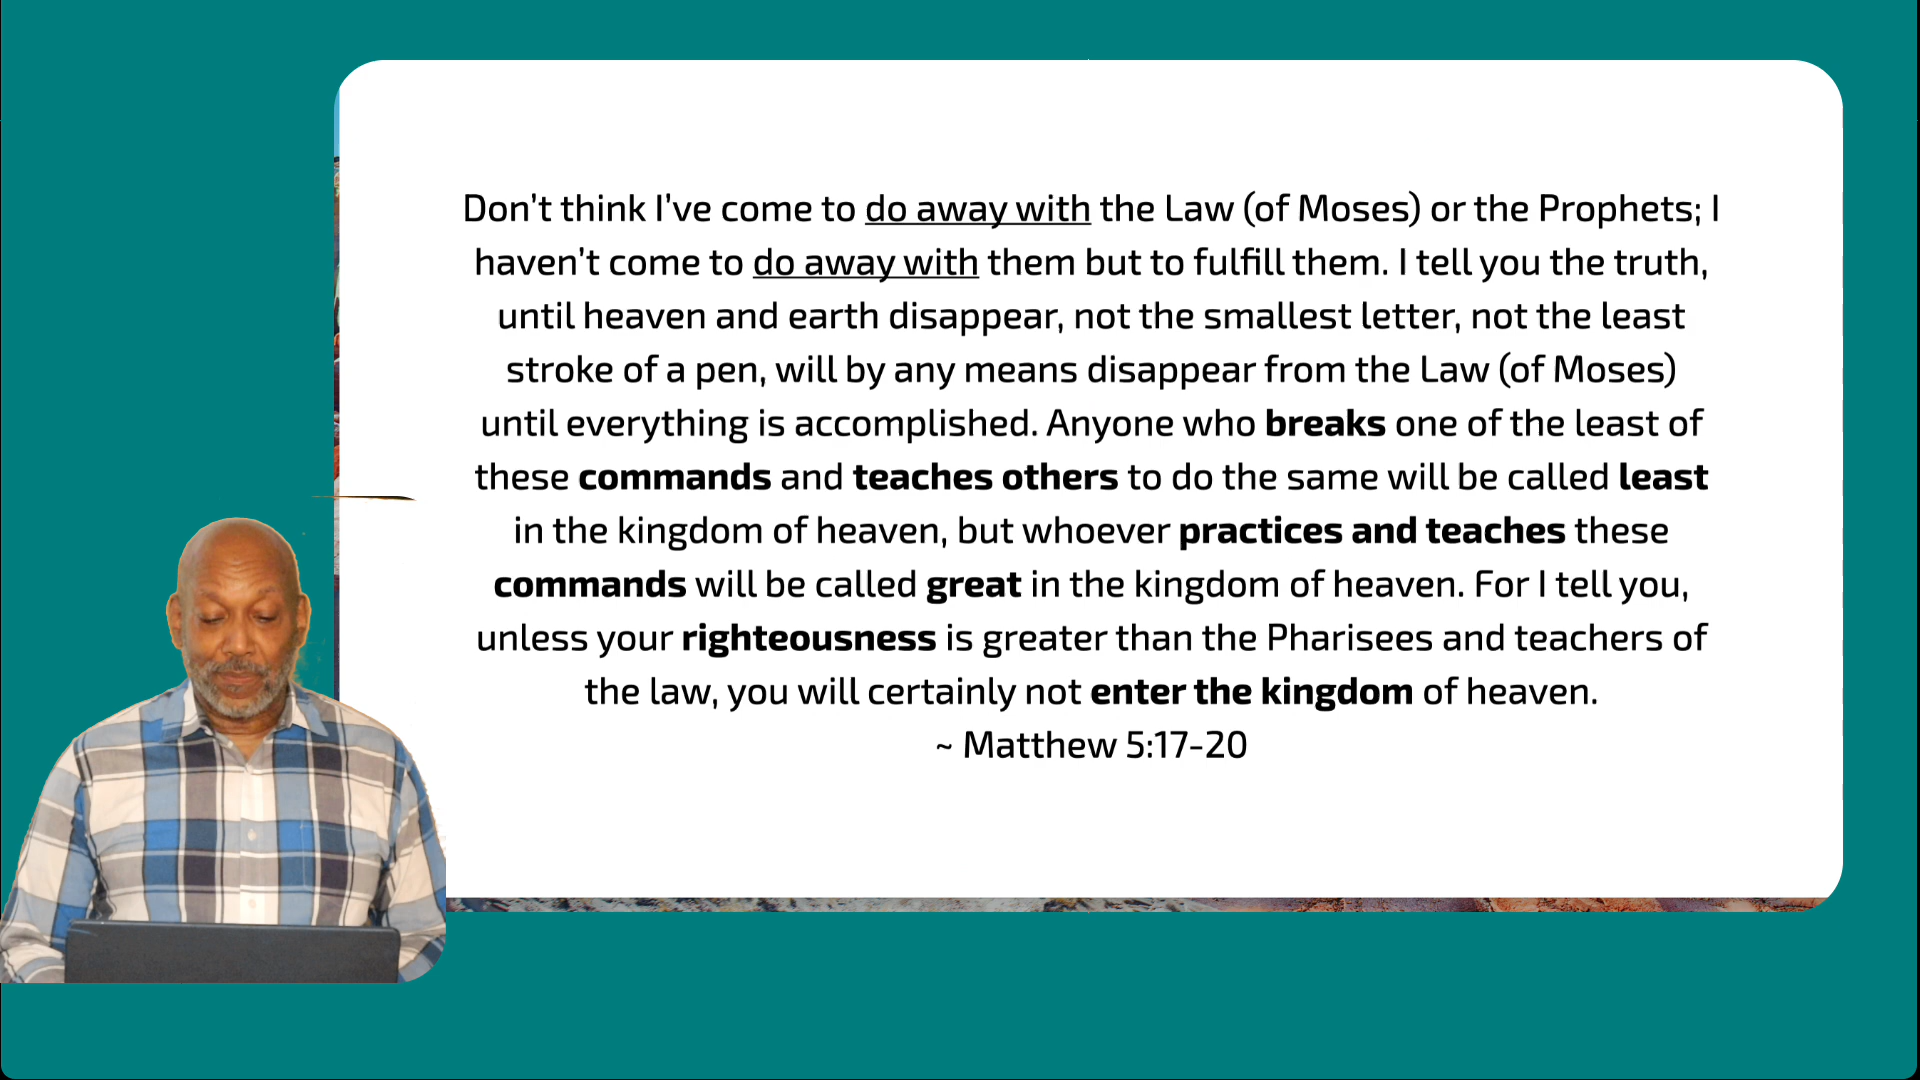 Don’t think I’ve come to do away with the Law (of Moses) or the Prophets; I
haven’t come to do away with them but to fulfill them. I tell you the truth,
until heaven and earth disappear, not the smallest letter, not the least
stroke of a pen, will by any means disappear from the Law (of Moses)
until everything is accomplished. Anyone who breaks one of the least of
these commands and teaches others to do the same will be called least
in the kingdom of heaven, but whoever practices and teaches these
commands will be called great in the kingdom of heaven. For I tell you,
unless your righteousness is greater than the Pharisees and teachers of
the law, you will certainly not enter the kingdom of heaven.
~ Matthew 5:17-20